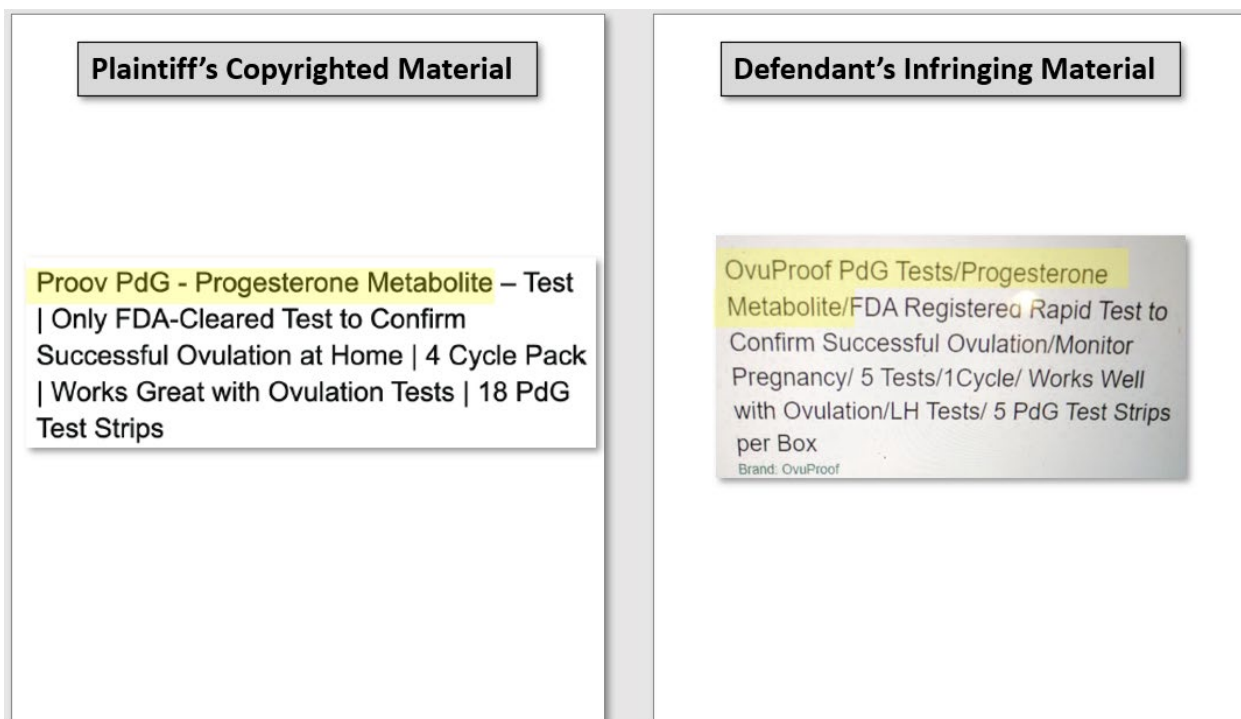 Plaintiff's Copyrighted Material
Proov PdG - Progesterone Metabolite – Test
| Only FDA-Cleared Test to Confirm
Successful Ovulation at Home | 4 Cycle Pack
| Works Great with Ovulation Tests | 18 PdG
Test Strips
Defendant's Infringing Material
OvuProof PdG Tests/Progesterone
Metabolite/FDA Registered Rapid Test to
Confirm Successful Ovulation/Monitor
Pregnancy/ 5 Tests/1Cycle/ Works Well
with Ovulation/LH Tests/ 5 PdG Test Strips
per Box
Brand: OvuProof